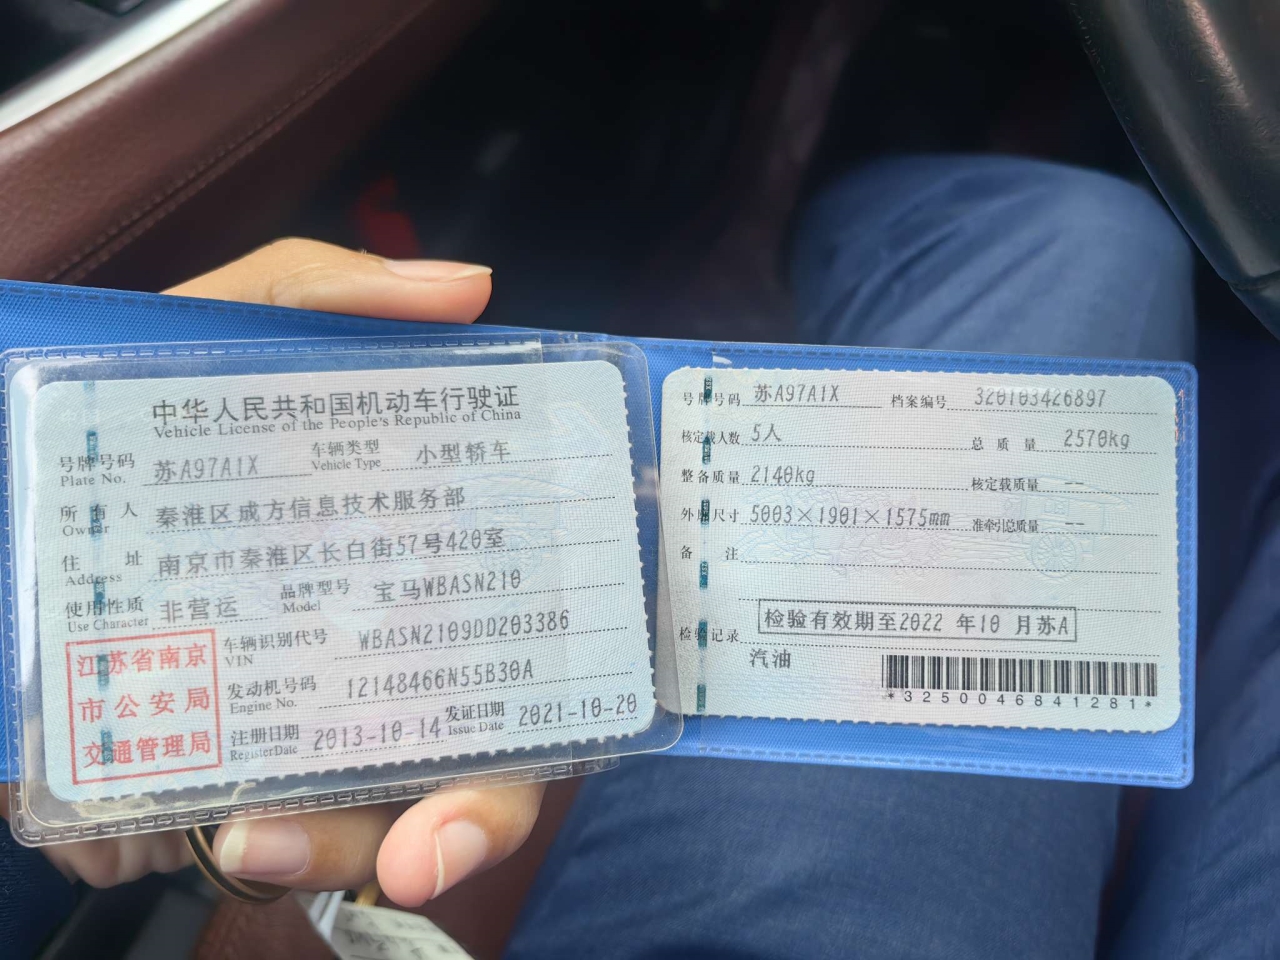 中华人民共和国机动车行驶证
Vehicle License of the People's Republic of China
号牌号码 苏A97A1X 车辆类型 小型轿车
Plate No. Vehicle Type
所有人 秦淮区成方信息技术服务部
Owner
住址 南京市秦淮区长白街57号420室
Address
使用性质 非营运 品牌型号 宝马WBASN210
Use Character Model
江苏省南京
市公安局
交通管理局
车辆识别代号 WBASN2109DD203386
VIN
发动机号码 12148466N55B30A
Engine No.
注册日期 2013-10-14 发证日期 2021-10-20
Register Date Issue Date
号牌号码 苏A97A1X 档案编号 320103426897
核定载人数 5人 总质量 2570kg
整备质量 2140kg 核定载质量 --
外廓尺寸 5003×1901×1575mm 准牵引总质量 --
备注
检验记录 检验有效期至2022年10月苏A
汽油
*3250046841281*